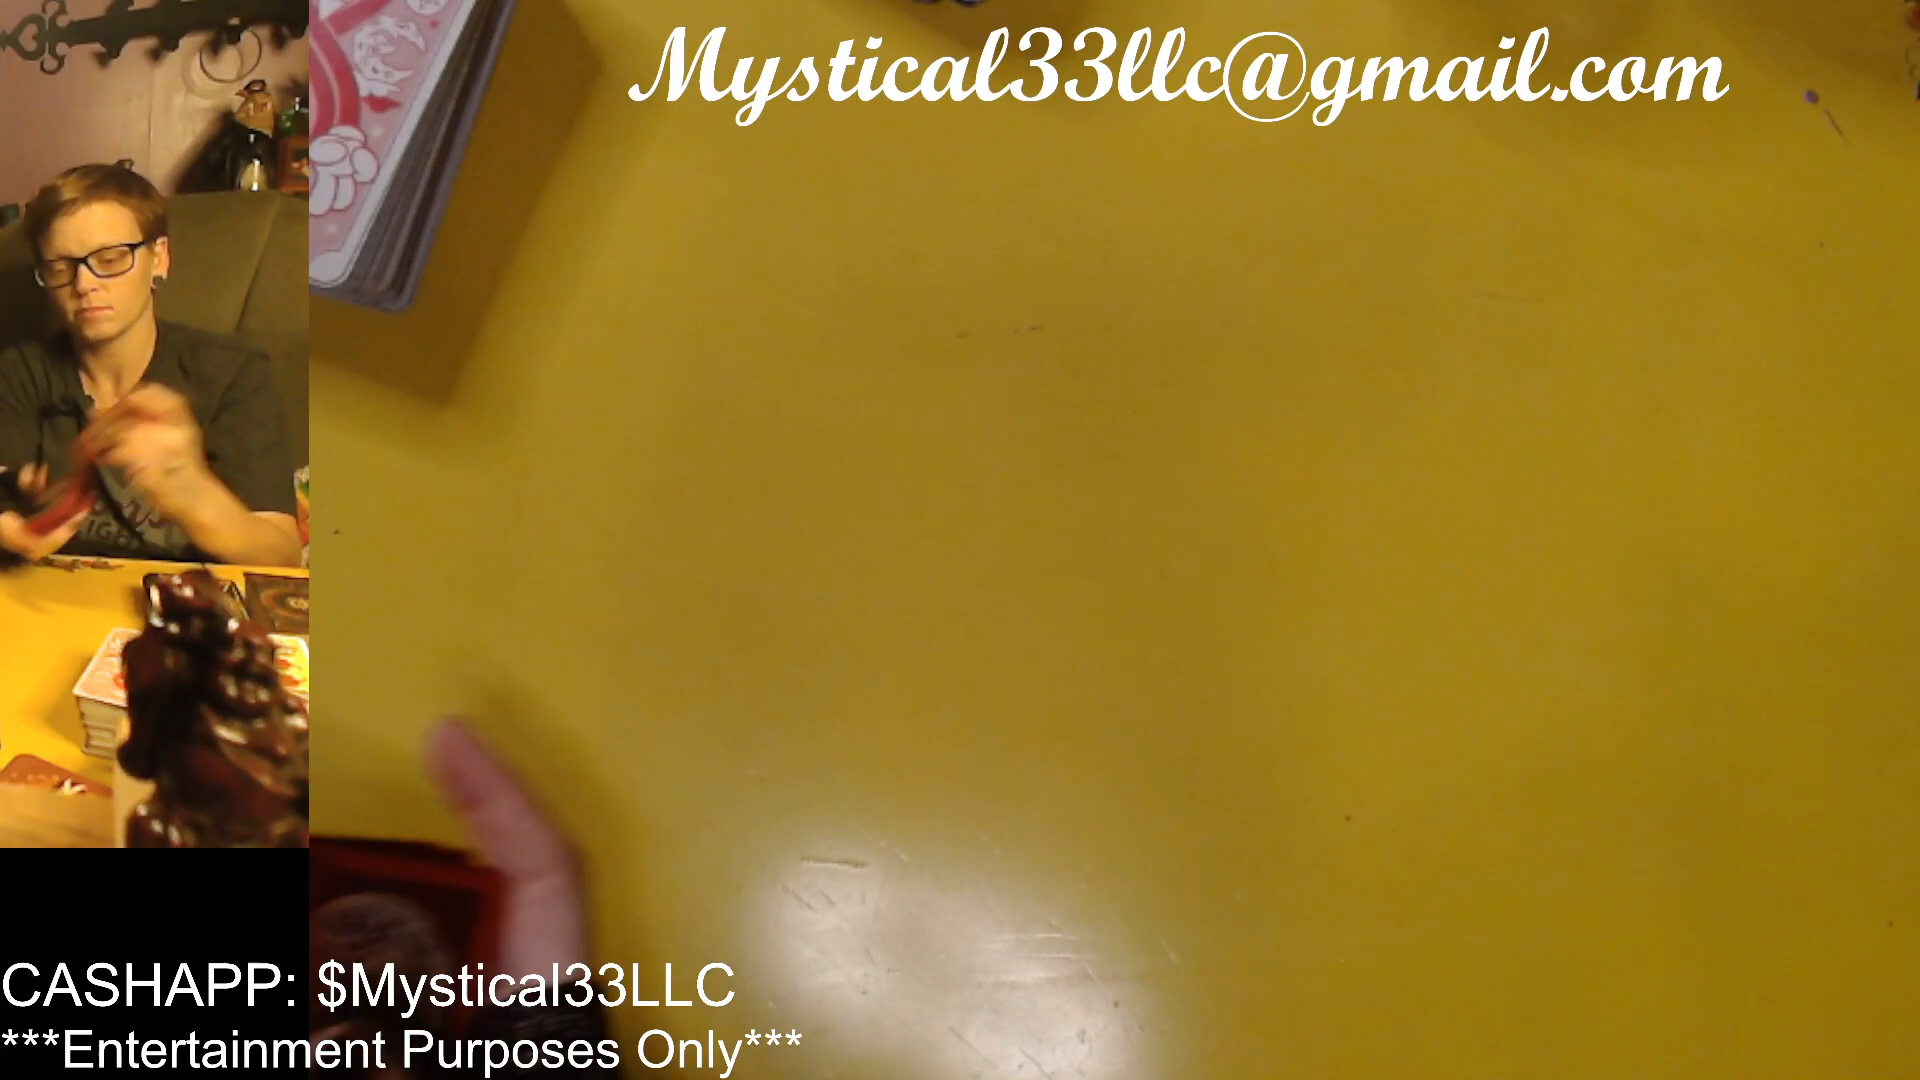 Mystical33llc@gmail.com
CASHAPP: $Mystical33LLC
***Entertainment Purposes Only***